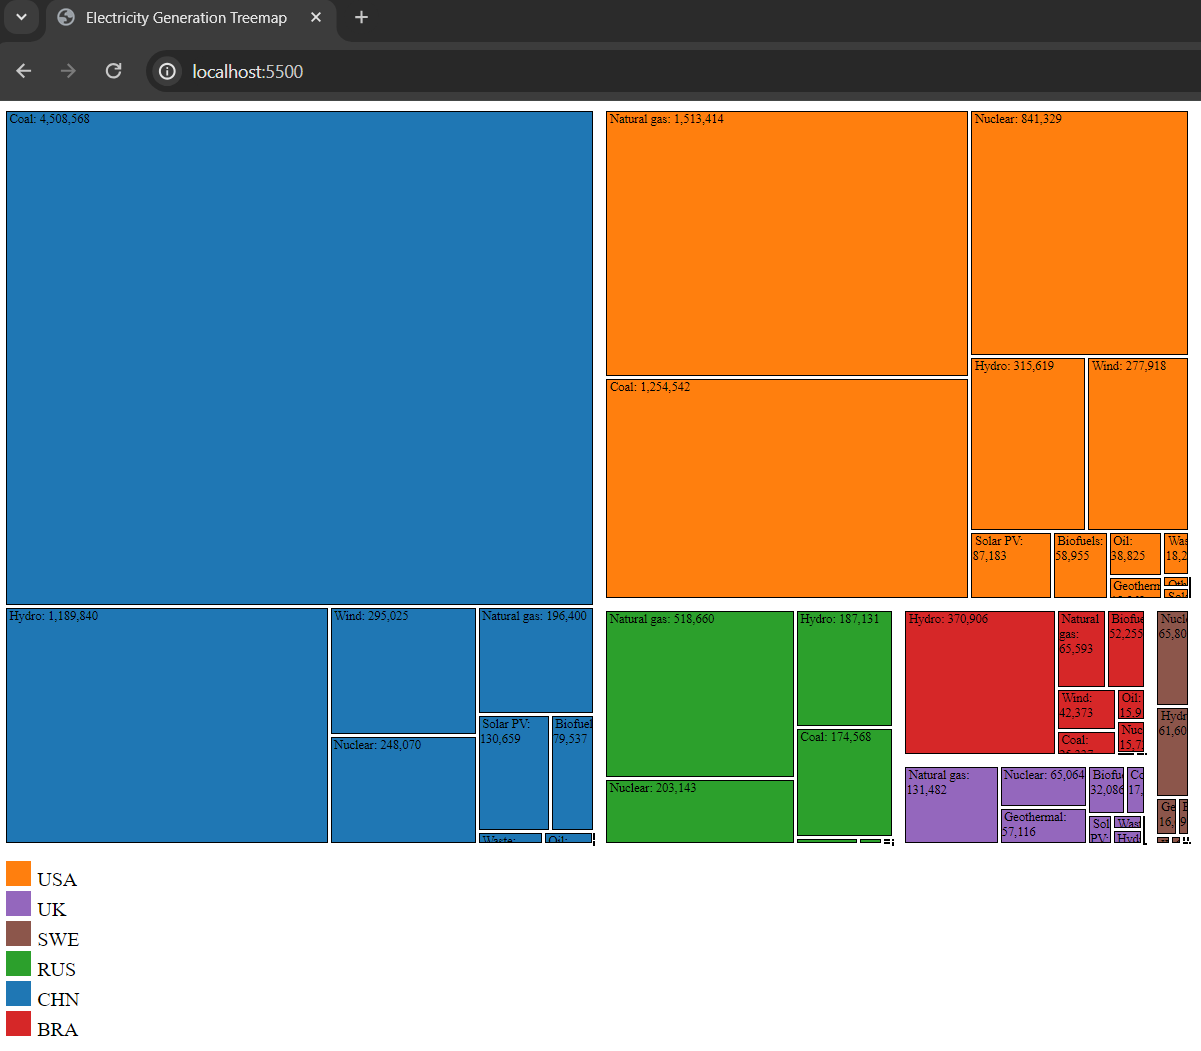 Electricity Generation Treemap
localhost:5500
Coal: 4,508,568
Hydro: 1,189,840
Wind: 295,025
Nuclear: 248,070
Natural gas: 196,400
Solar PV:
130,659
Biofuel
79,537
Waste:
Oil:
Natural gas: 1,513,414
Coal: 1,254,542
Nuclear: 841,329
Hydro: 315,619
Wind: 277,918
Solar PV:
87,183
Biofuels:
58,955
Oil:
38,825
Geotherm
Was
18,2
Natural gas: 518,660
Nuclear: 203,143
Hydro: 187,131
Coal: 174,568
Hydro: 370,906
Natural
gas:
65,593
Biofue
52,255
Wind:
42,373
Coal:
Oil:
15,9
Nuc
15,7
Natural gas:
131,482
Nuclear: 65,064
Geothermal:
57,116
Biofu
32,086
Co
17,
Sol
PV:
Wast
Hyd
Nucl
65,80
Hydr
61,60
Ge
16,
USA
UK
SWE
RUS
CHN
BRA